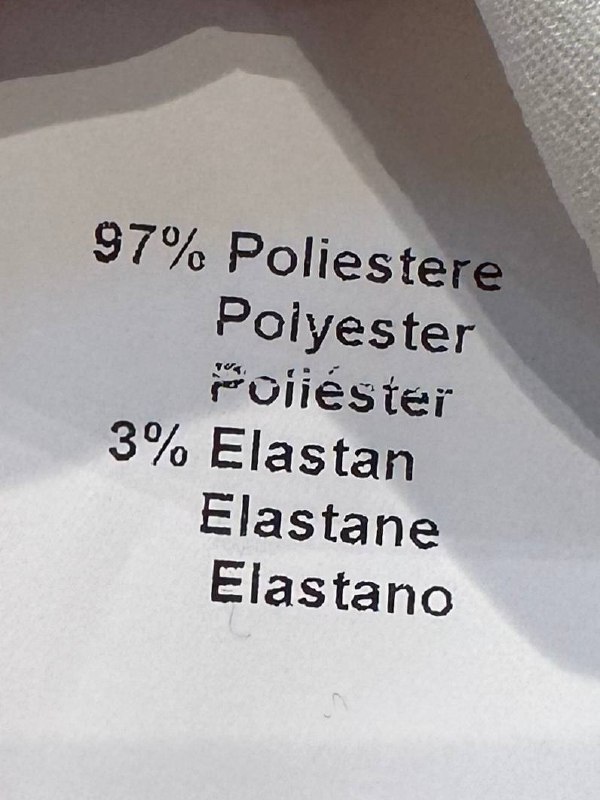 97% Poliestere
Polyester
Poliéster
3% Elastan
Elastane
Elastano